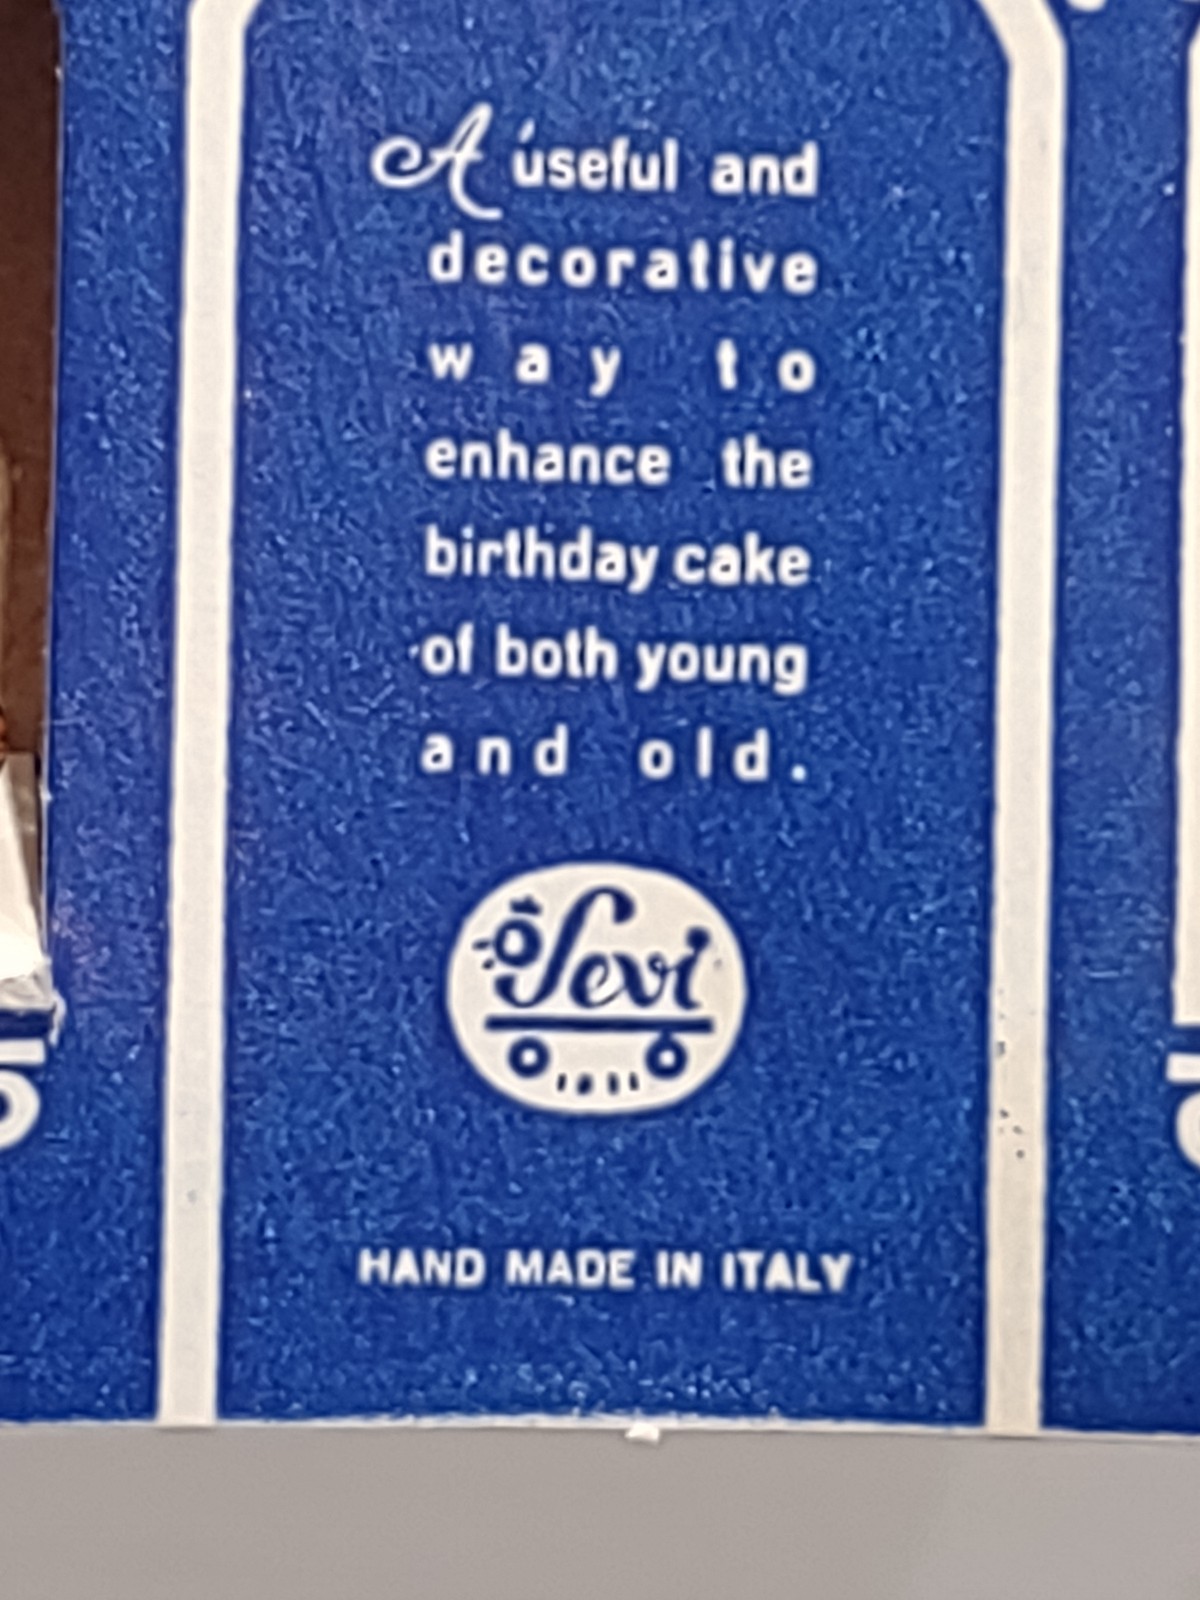 A useful and
decorative
way to
enhance the
birthday cake
of both young
and old.
Sevi
HAND MADE IN ITALY